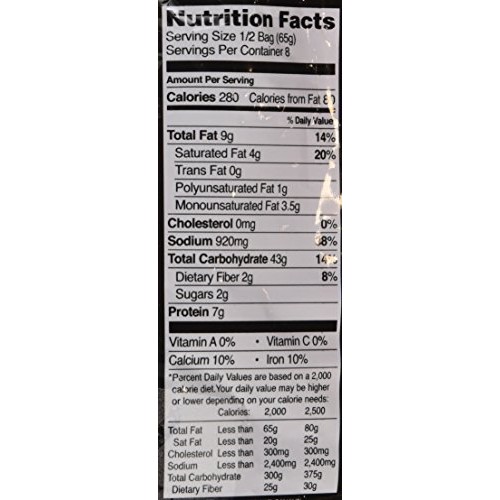 Nutrition Facts
Serving Size 1/2 Bag (65g)
Servings Per Container 8
Amount Per Serving
Calories 280 Calories from Fat 80
% Daily Value
Total Fat 9g 14%
Saturated Fat 4g 20%
Trans Fat 0g
Polyunsaturated Fat 1g
Monounsaturated Fat 3.5g
Cholesterol 0mg 0%
Sodium 920mg 38%
Total Carbohydrate 43g 14%
Dietary Fiber 2g 8%
Sugars 2g
Protein 7g
Vitamin A 0% • Vitamin C 0%
Calcium 10% • Iron 10%
*Percent Daily Values are based on a 2,000
calorie diet. Your daily value may be higher
or lower depending on your calorie needs:
Calories: 2,000 2,500
Total Fat Less than 65g 80g
Sat Fat Less than 20g 25g
Cholesterol Less than 300mg 300mg
Sodium Less than 2,400mg 2,400mg
Total Carbohydrate 300g 375g
Dietary Fiber 25g 30g